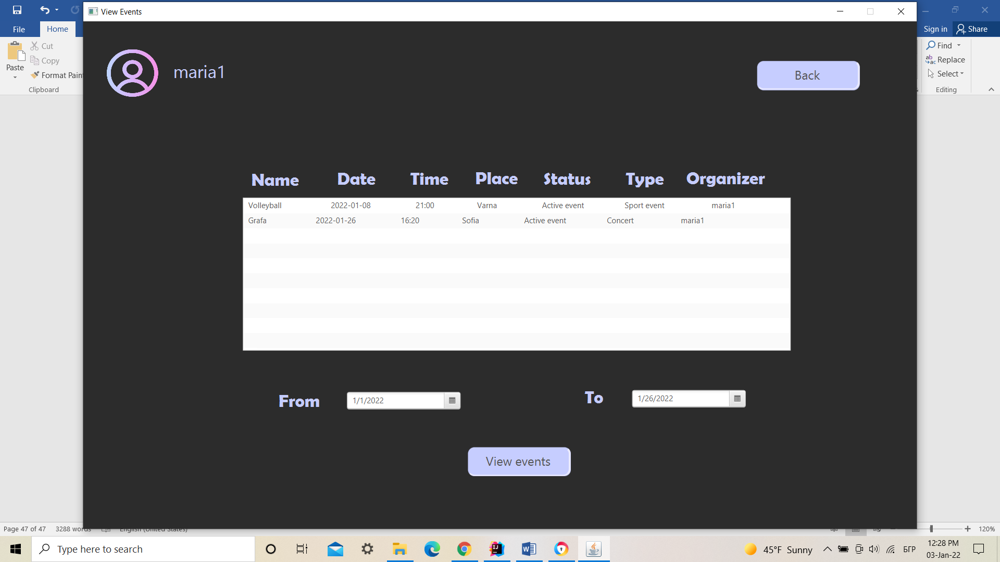 View Events
File
Home
Sign in
Share
Cut
Copy
Format Pain
Paste
Clipboard
Find
Replace
Select
Editing
maria1
Back
Name Date Time Place Status Type Organizer
Volleyball 2022-01-08 21:00 Varna Active event Sport event maria1
Grafa 2022-01-26 16:20 Sofia Active event Concert maria1
From 1/1/2022 To 1/26/2022
View events
Page 47 of 47 3288 words English (United States) 120%
Type here to search
45°F Sunny
БГР
12:28 PM
03-Jan-22